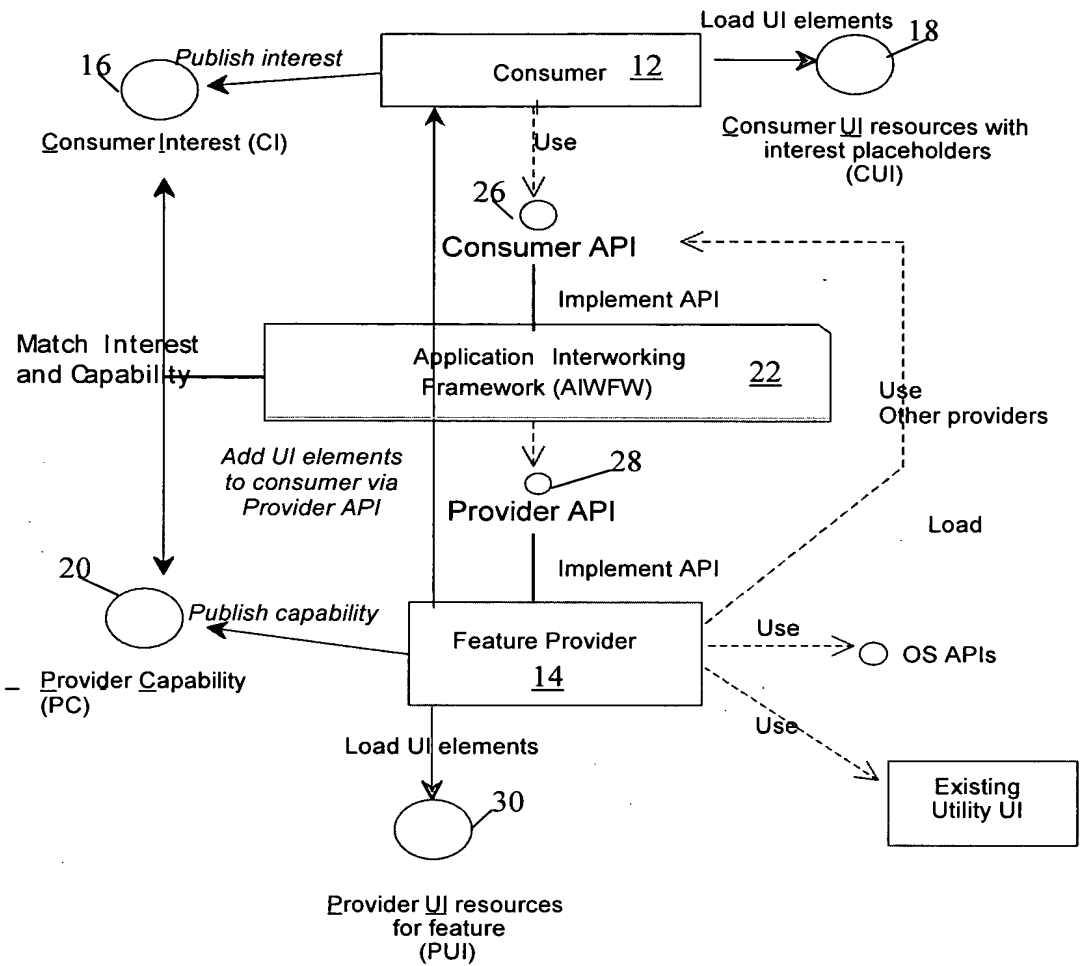 Load UI elements
18
16
Publish interest
Consumer 12
Consumer Interest (CI)
Use
Consumer UI resources with
interest placeholders
(CUI)
26
Consumer API
Implement API
Match Interest
and Capability
Application Interworking
Framework (AIWFW)
22
Use
Other providers
Add UI elements
to consumer via
Provider API
28
Provider API
Load
20
Implement API
Publish capability
Feature Provider
14
Use
OS APIs
Provider Capability
(PC)
Use
Load UI elements
Existing
Utility UI
30
Provider UI resources
for feature
(PUI)